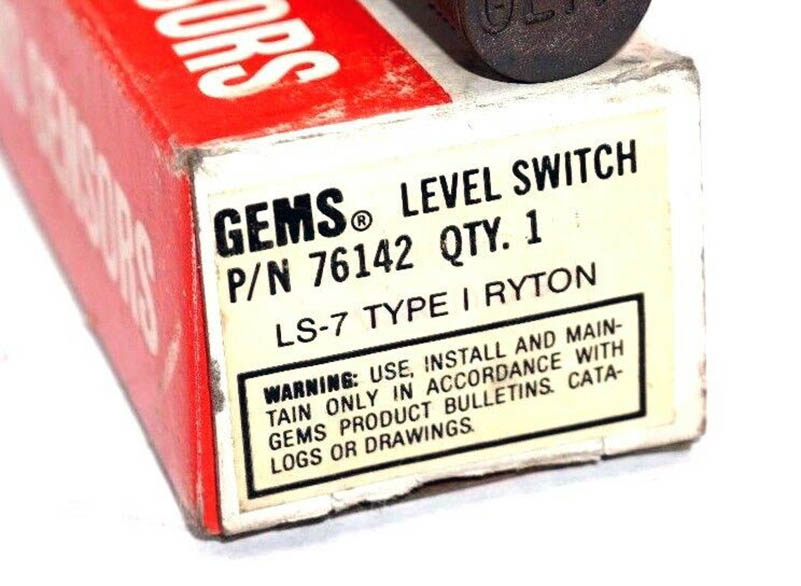 SORS
SENSORS
GEMS® LEVEL SWITCH
P/N 76142 QTY. 1
LS-7 TYPE I RYTON
WARNING: USE, INSTALL AND MAIN-
TAIN ONLY IN ACCORDANCE WITH
GEMS PRODUCT BULLETINS. CATA-
LOGS OR DRAWINGS.